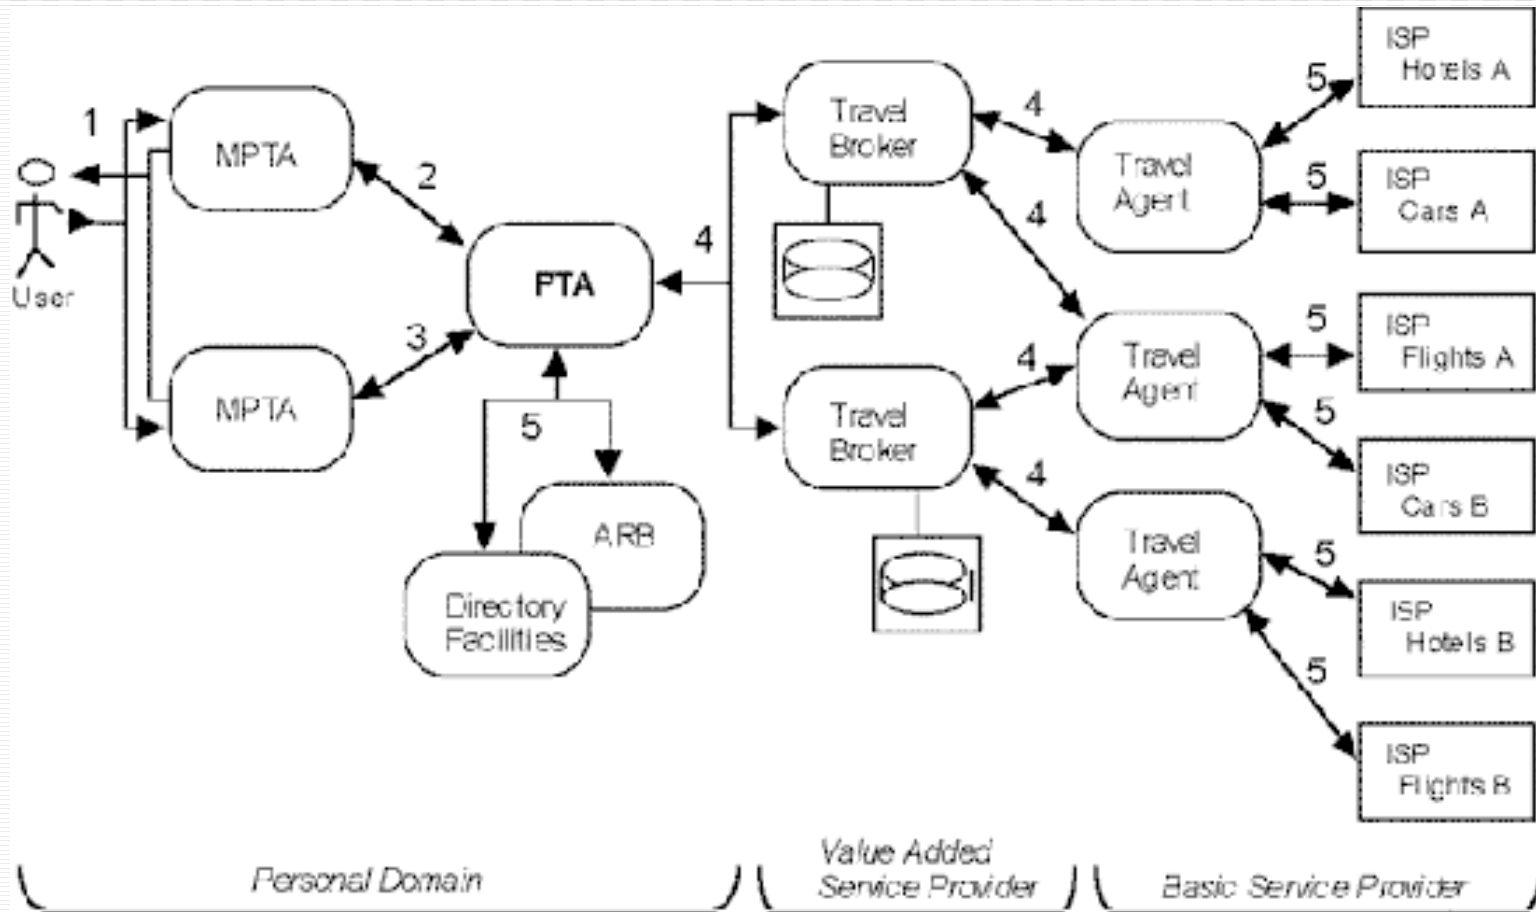 1
MPTA
User
2
PTA
3
MPTA
5
ARB
Directory
Facilities
4
Travel
Broker
Travel
Broker
4
4
4
4
Travel
Agent
Travel
Agent
Travel
Agent
5
5
5
5
5
5
ISP
Hotels A
ISP
Cars A
ISP
Flights A
ISP
Cars B
ISP
Hotels B
ISP
Flights B
Personal Domain
Value Added
Service Provider
Basic Service Provider